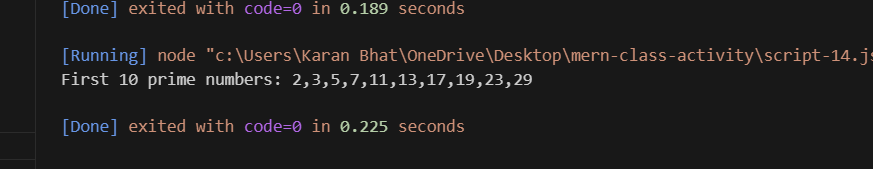 [Done] exited with code=0 in 0.189 seconds
[Running] node "c:\Users\Karan Bhat\OneDrive\Desktop\mern-class-activity\script-14.js
First 10 prime numbers: 2,3,5,7,11,13,17,19,23,29
[Done] exited with code=0 in 0.225 seconds